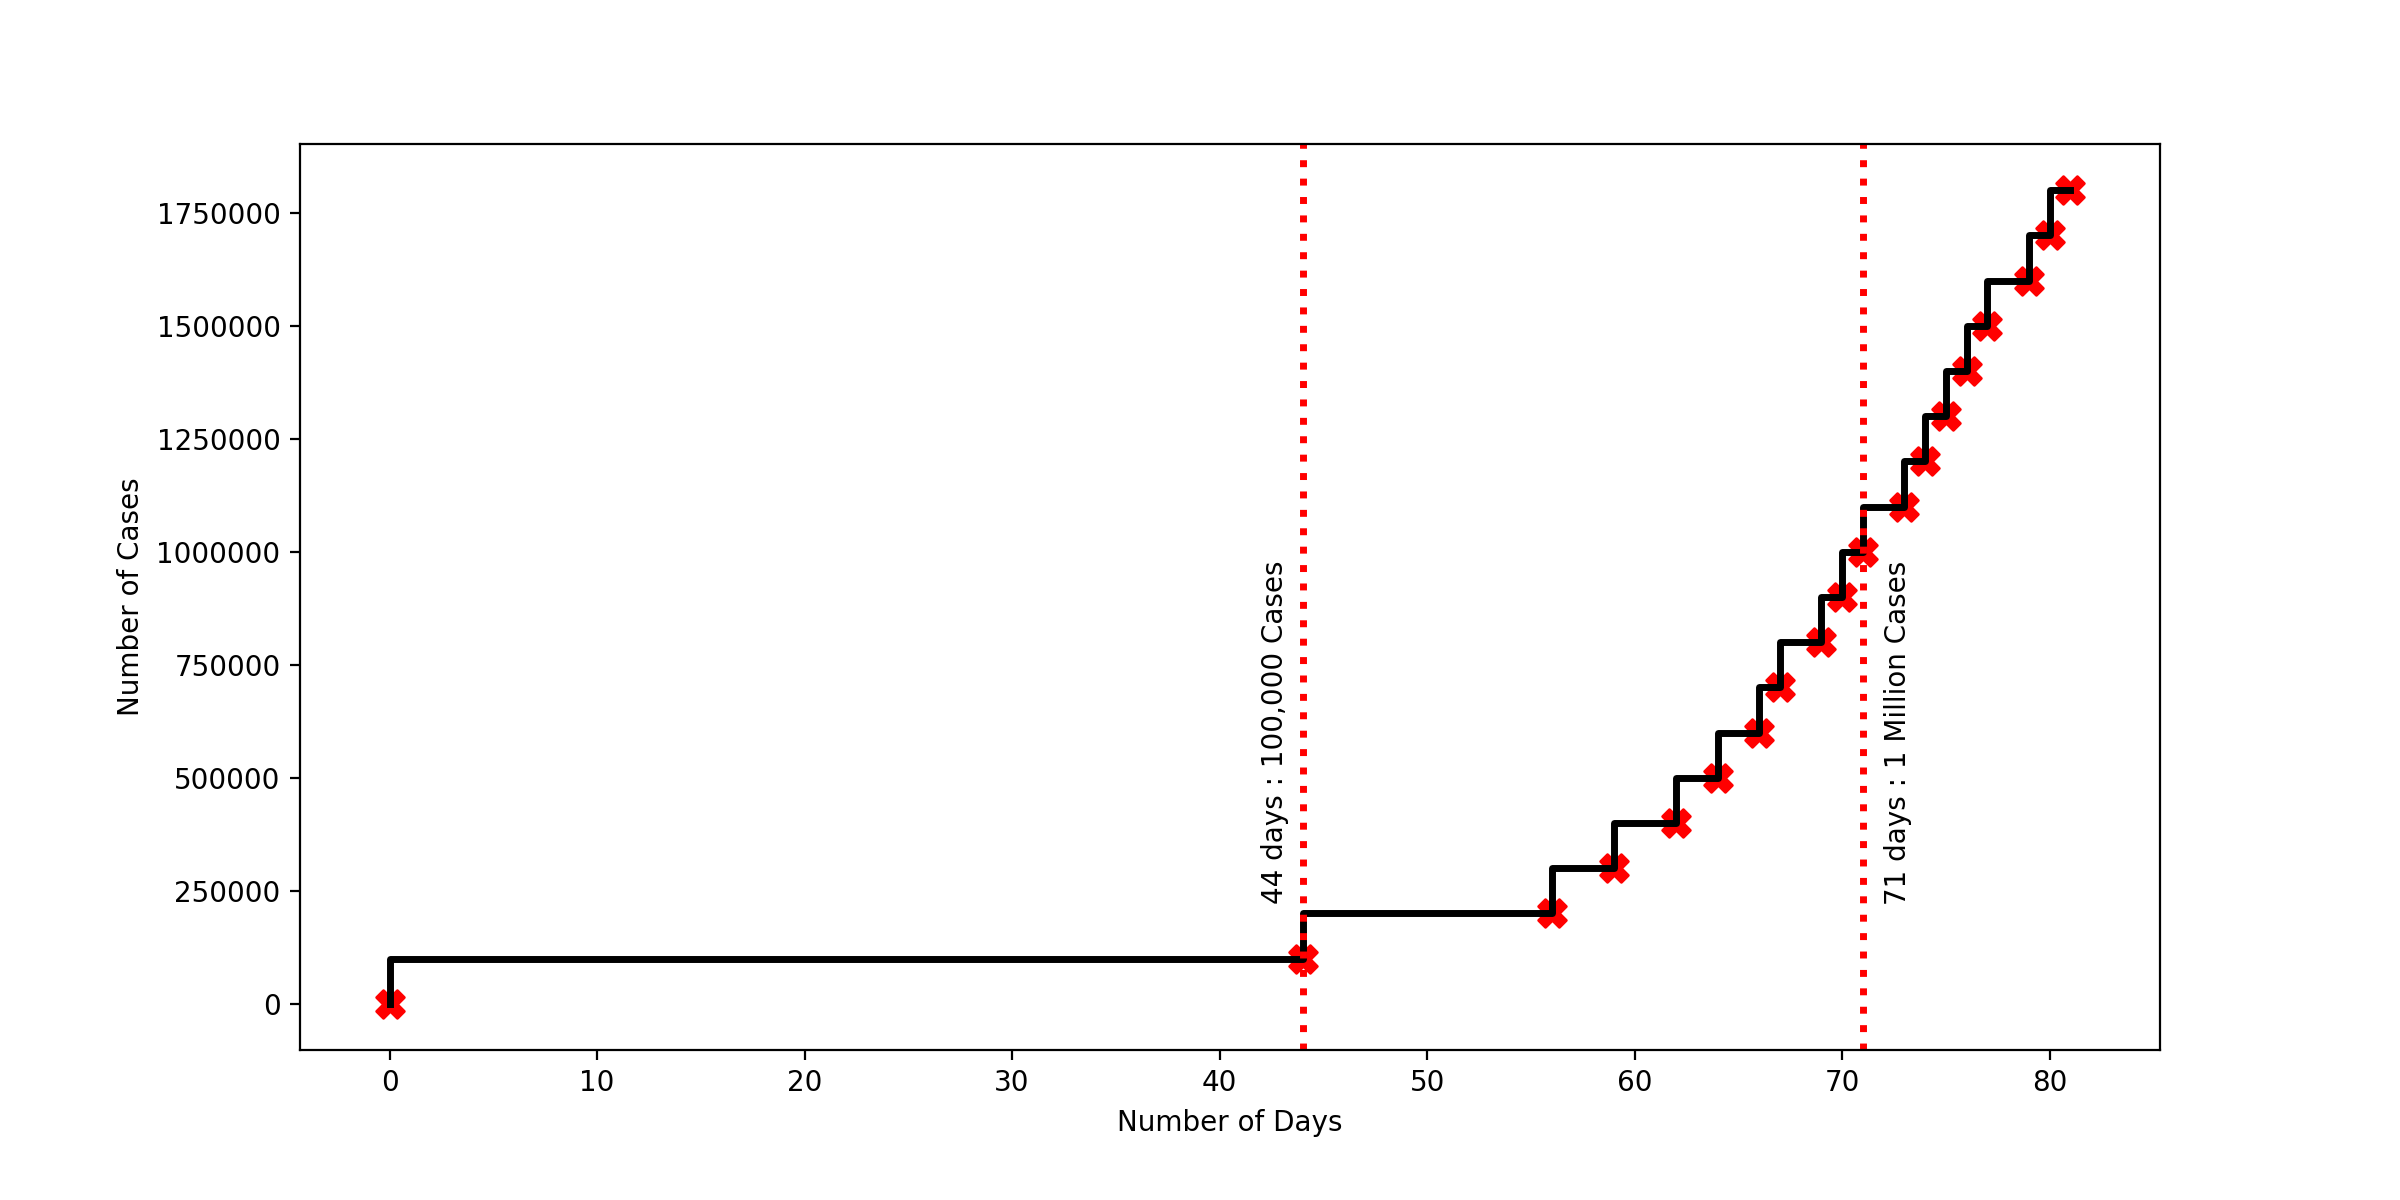 1750000
1500000
1250000
1000000
750000
500000
250000
0
Number of Cases
44 days : 100,000 Cases
71 days : 1 Million Cases
0 10 20 30 40 50 60 70 80
Number of Days